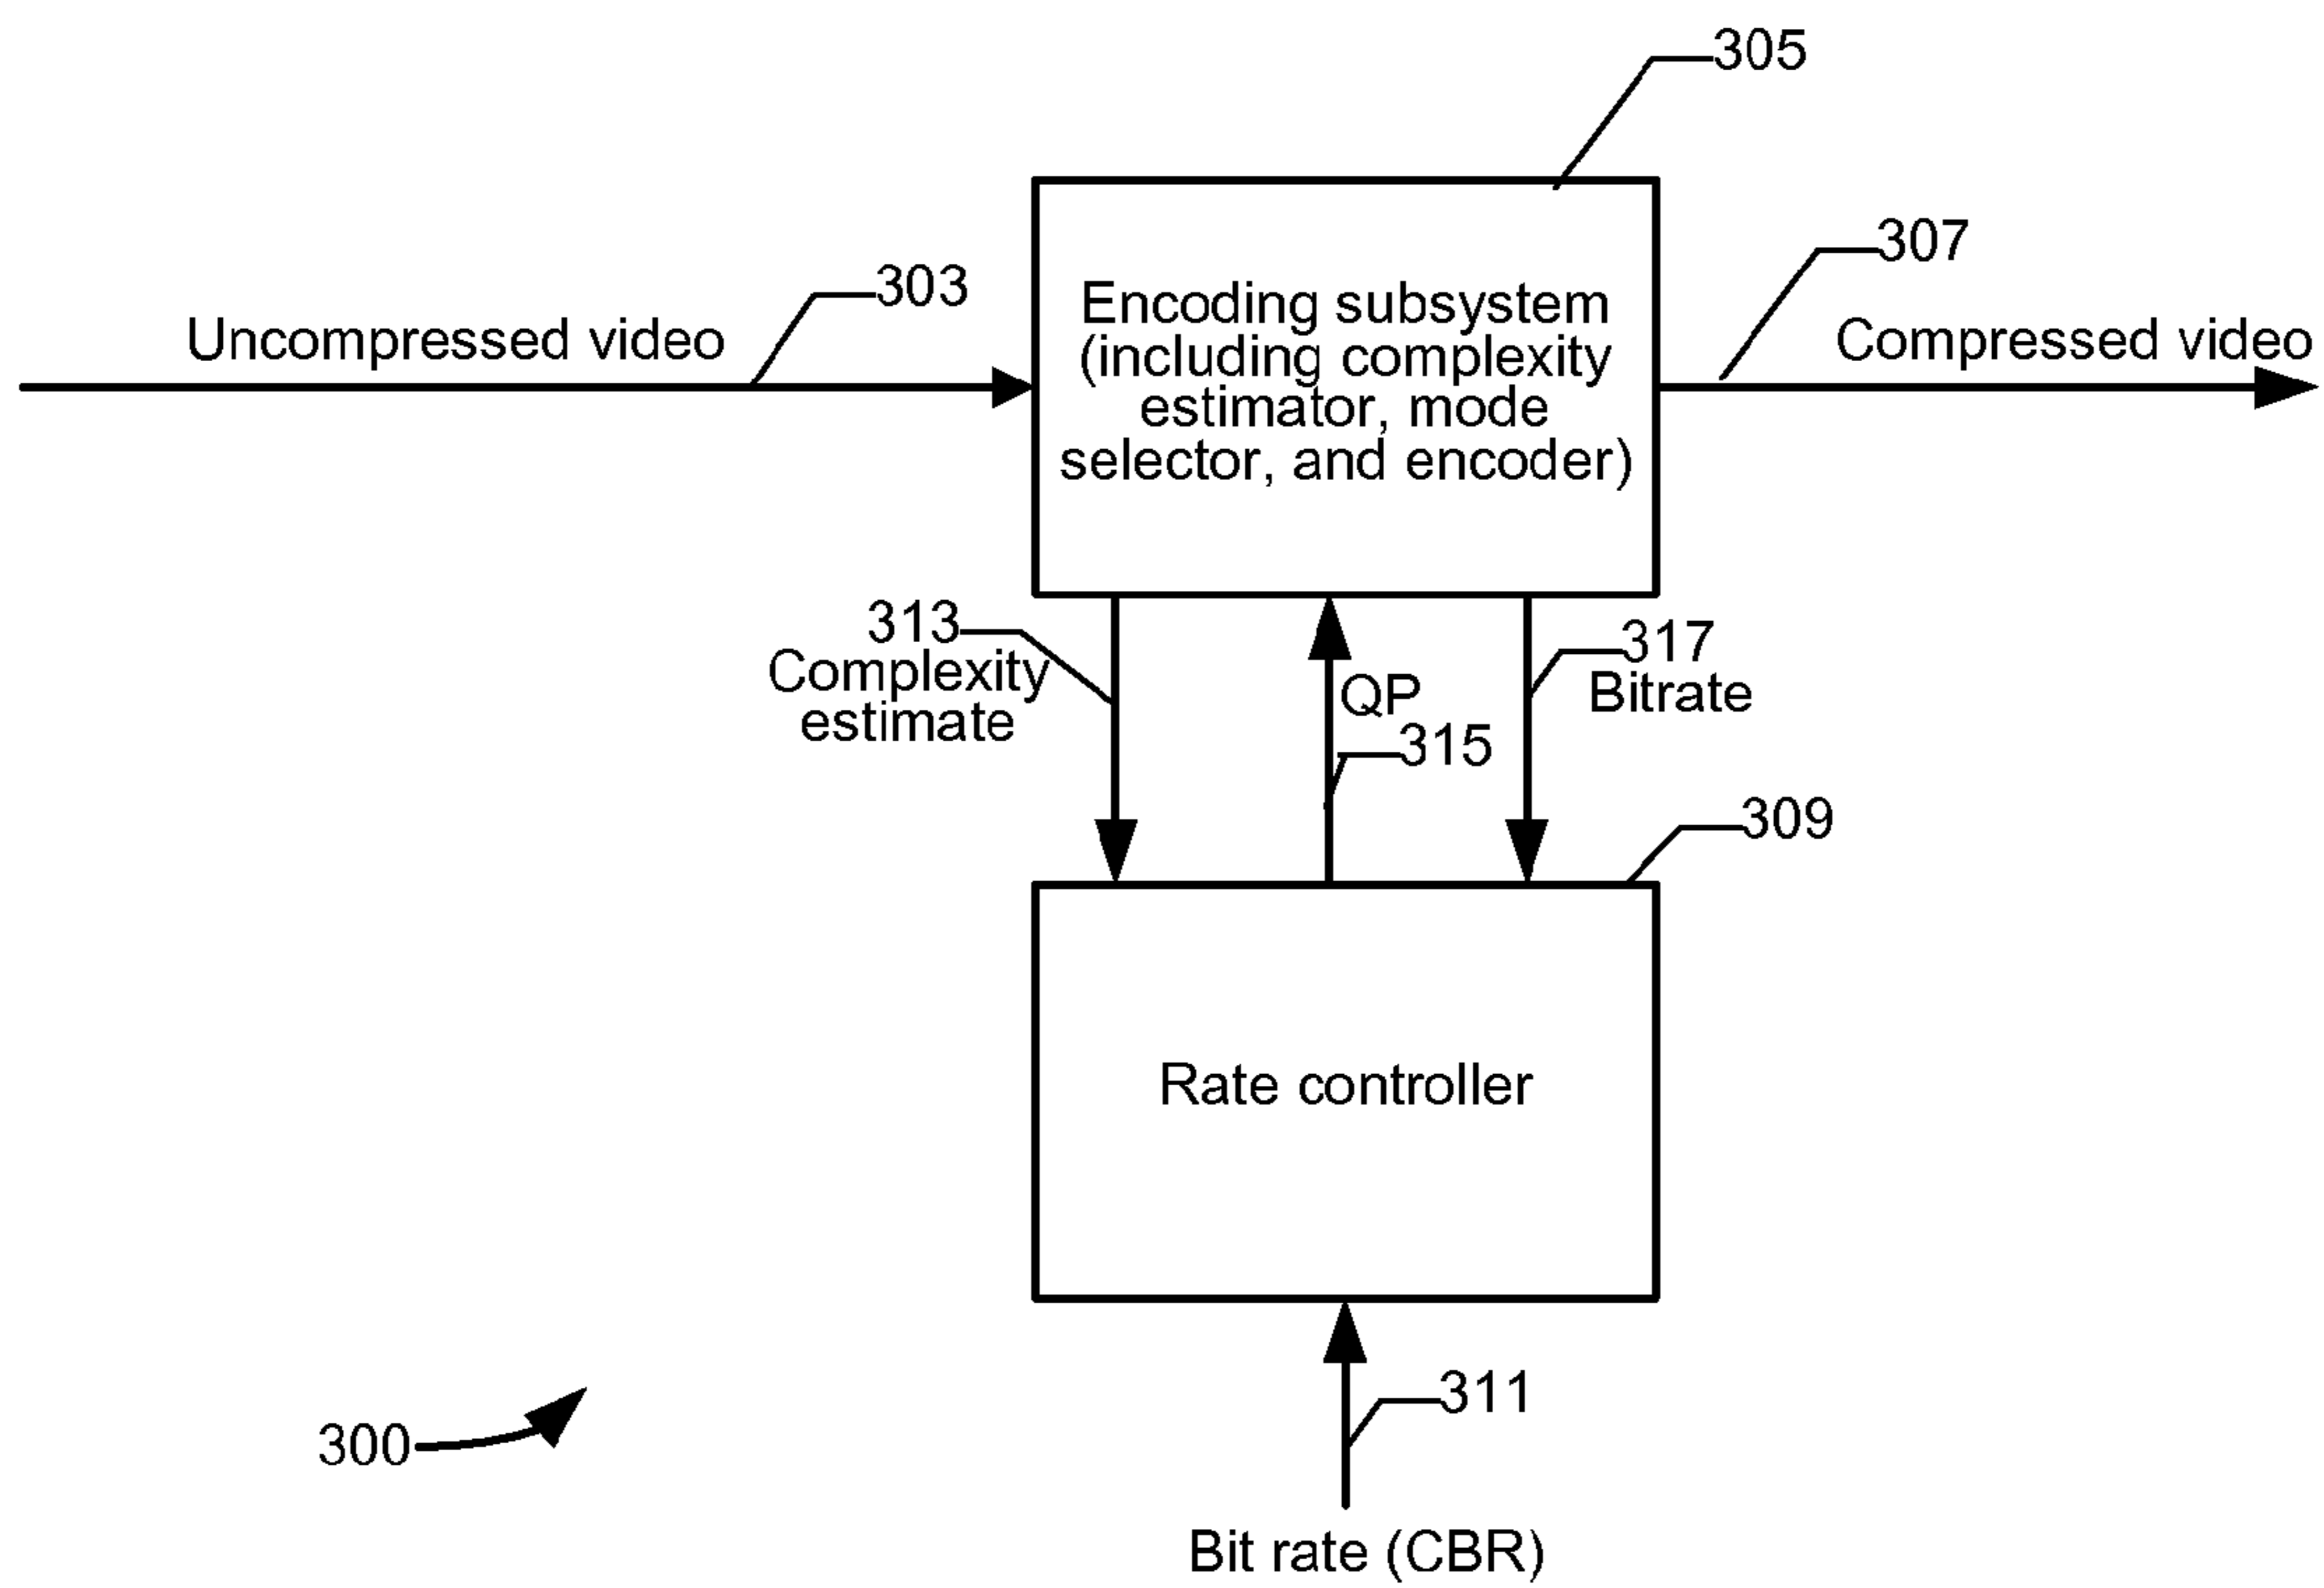 305
307
303
Uncompressed video
Encoding subsystem
(including complexity
estimator, mode
selector, and encoder)
Compressed video
313
Complexity
estimate
QP
315
317
Bitrate
309
Rate controller
311
300
Bit rate (CBR)